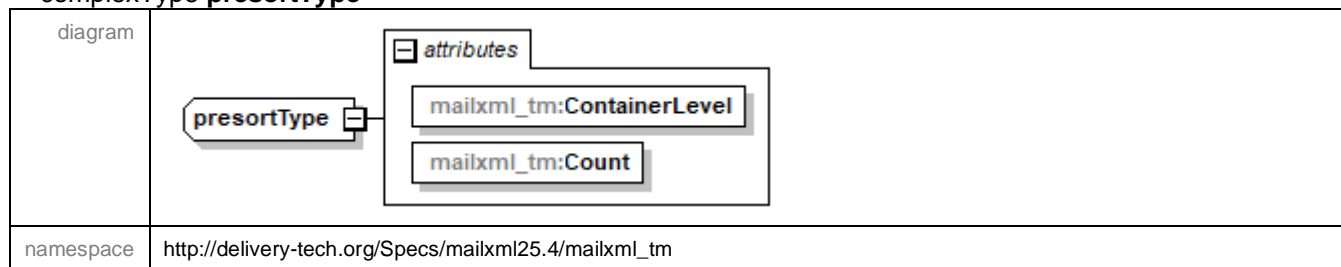 complexType presortType
diagram
attributes
presortType
mailxml_tm:ContainerLevel
mailxml_tm:Count
namespace
http://delivery-tech.org/Specs/mailxml25.4/mailxml_tm